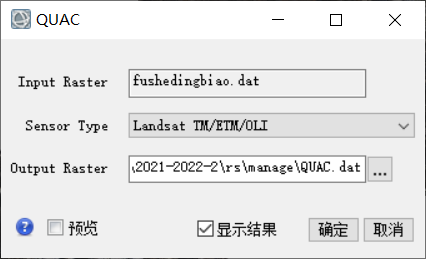 QUAC
Input Raster fushedingbiao.dat
Sensor Type Landsat TM/ETM/OLI
Output Raster \2021-2022-2\rs\manage\QUAC.dat ...
? 预览 显示结果 确定 取消